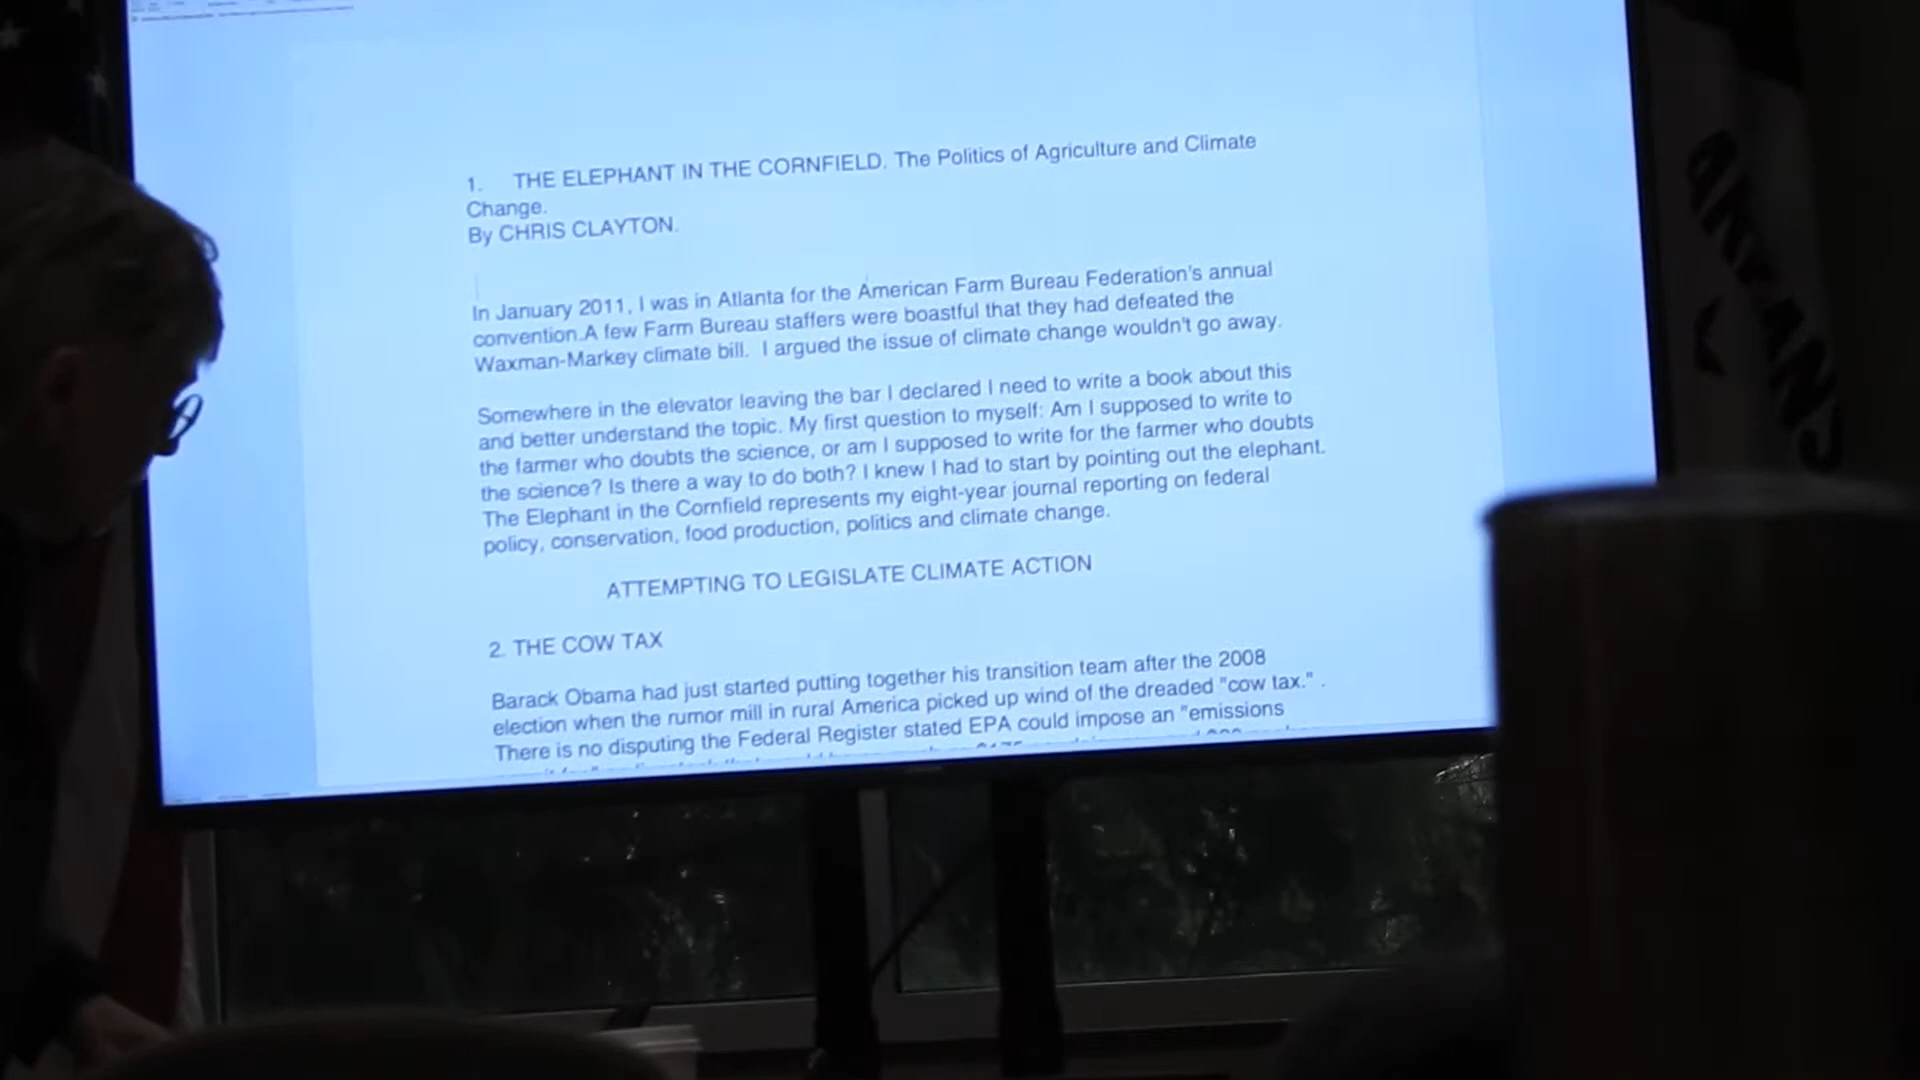 1. THE ELEPHANT IN THE CORNFIELD. The Politics of Agriculture and Climate
Change.
By CHRIS CLAYTON.
In January 2011, I was in Atlanta for the American Farm Bureau Federation's annual
convention.A few Farm Bureau staffers were boastful that they had defeated the
Waxman-Markey climate bill. I argued the issue of climate change wouldn't go away.
Somewhere in the elevator leaving the bar I declared I need to write a book about this
and better understand the topic. My first question to myself: Am I supposed to write to
the farmer who doubts the science, or am I supposed to write for the farmer who doubts
the science? Is there a way to do both? I knew I had to start by pointing out the elephant.
The Elephant in the Cornfield represents my eight-year journal reporting on federal
policy, conservation, food production, politics and climate change.
ATTEMPTING TO LEGISLATE CLIMATE ACTION
2. THE COW TAX
Barack Obama had just started putting together his transition team after the 2008
election when the rumor mill in rural America picked up wind of the dreaded "cow tax." .
There is no disputing the Federal Register stated EPA could impose an "emissions